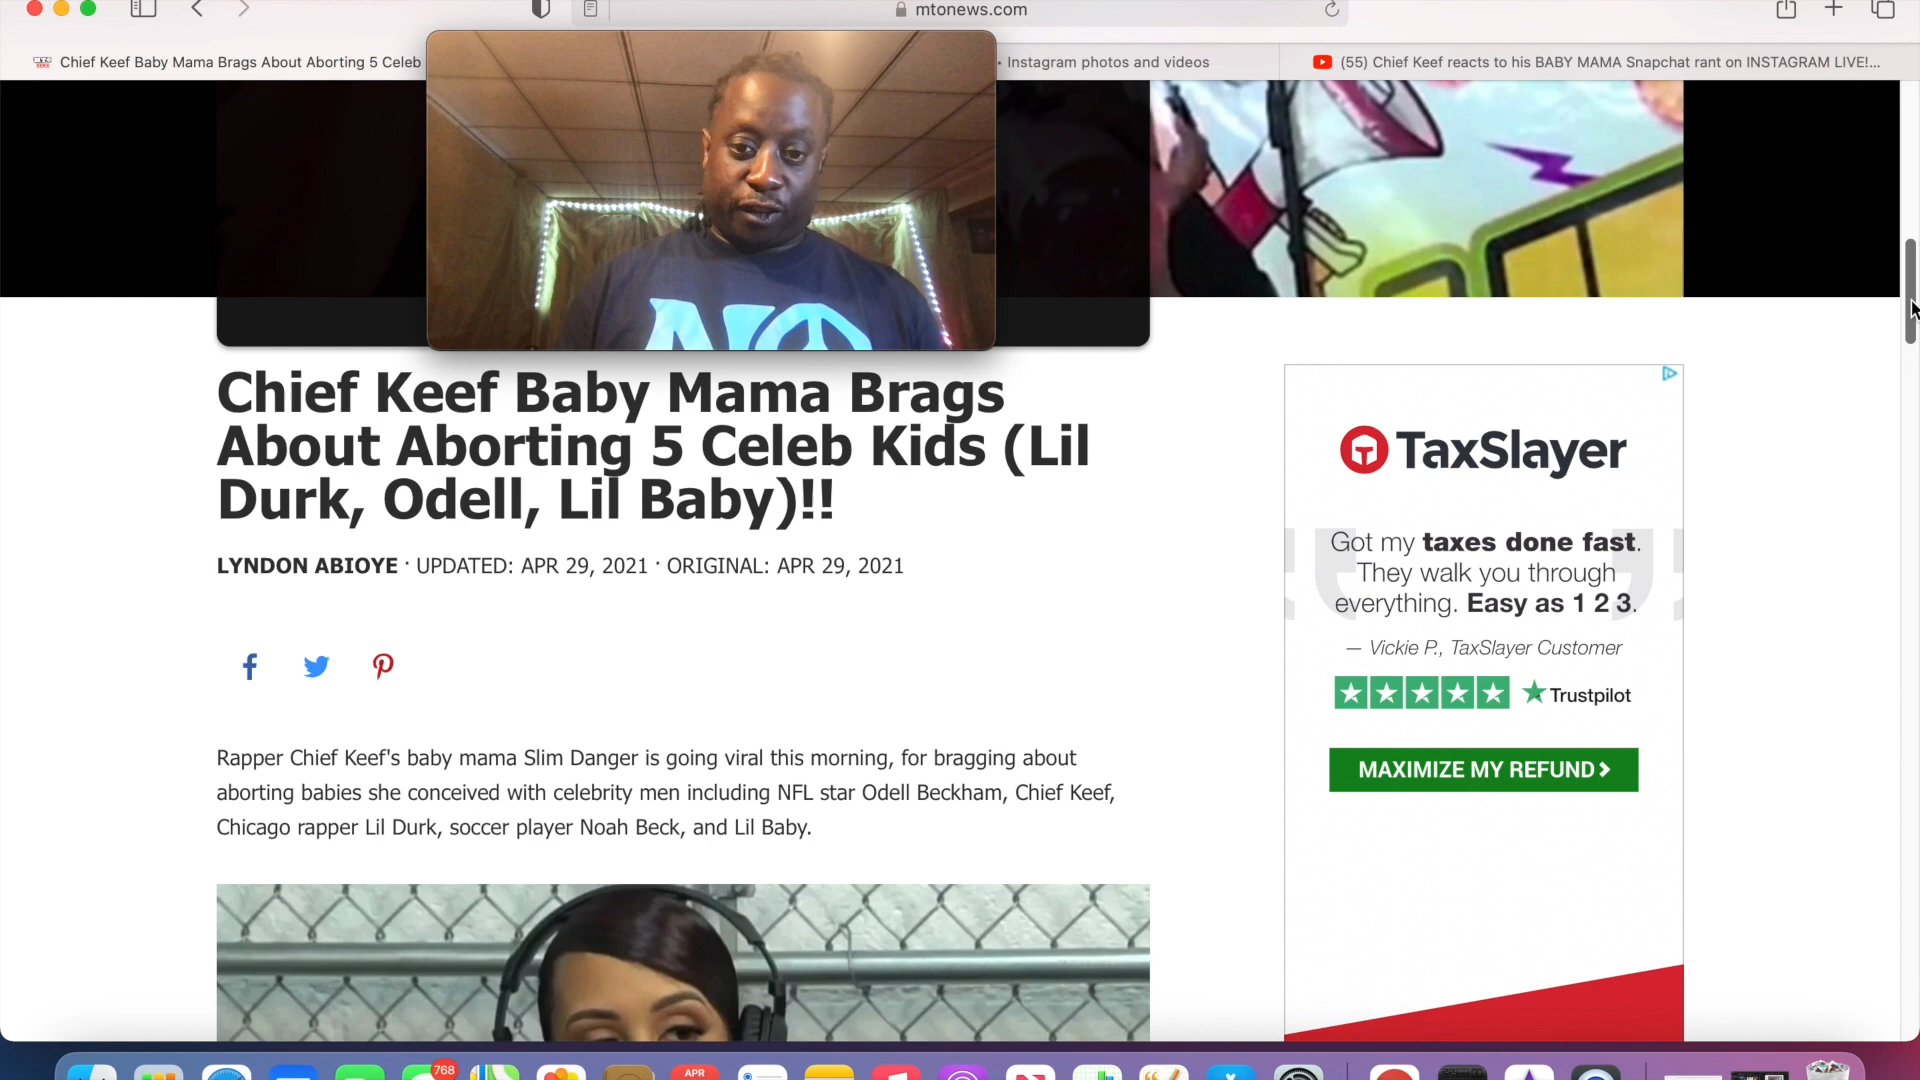 mtonews.com
Chief Keef Baby Mama Brags About Aborting 5 Celeb
• Instagram photos and videos
(55) Chief Keef reacts to his BABY MAMA Snapchat rant on INSTAGRAM LIVE!...
Chief Keef Baby Mama Brags
About Aborting 5 Celeb Kids (Lil
Durk, Odell, Lil Baby)!!
LYNDON ABIOYE · UPDATED: APR 29, 2021 · ORIGINAL: APR 29, 2021
Rapper Chief Keef's baby mama Slim Danger is going viral this morning, for bragging about
aborting babies she conceived with celebrity men including NFL star Odell Beckham, Chief Keef,
Chicago rapper Lil Durk, soccer player Noah Beck, and Lil Baby.
TaxSlayer
Got my taxes done fast.
They walk you through
everything. Easy as 1 2 3.
— Vickie P., TaxSlayer Customer
Trustpilot
MAXIMIZE MY REFUND
768
APR